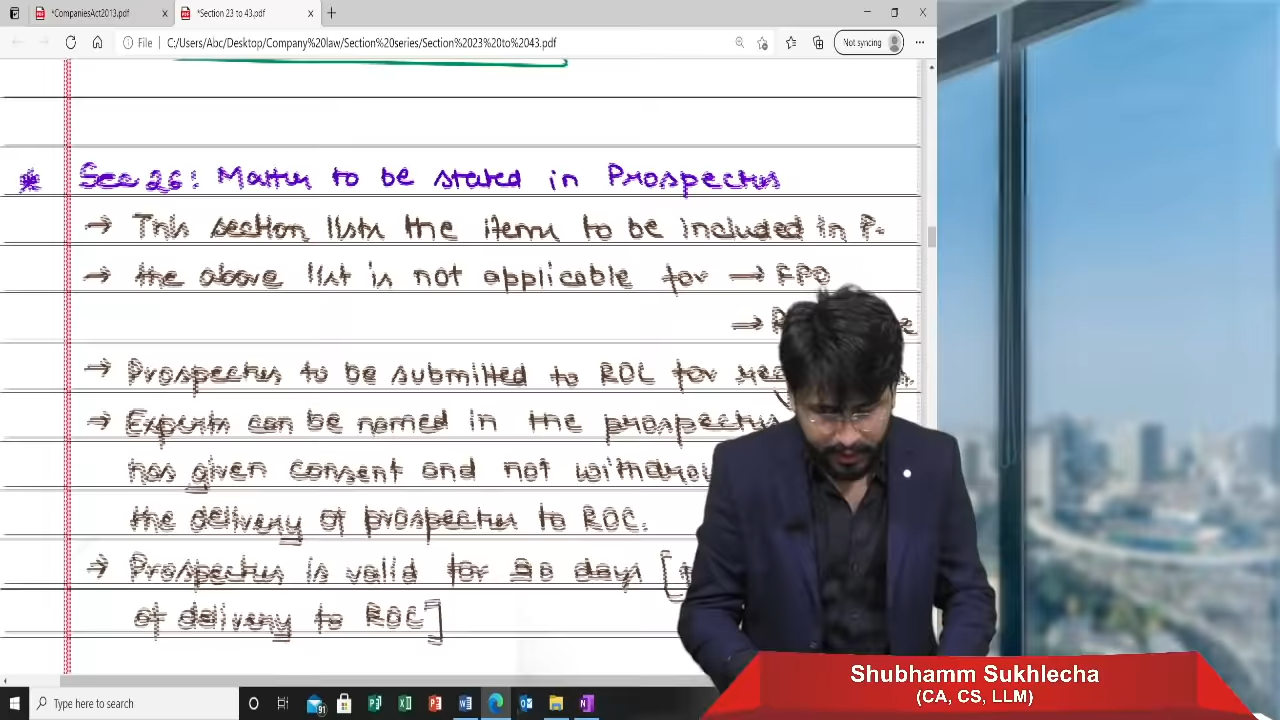 *CompaniesAct2013.pdf
*Section 23 to 43.pdf
File
C:/Users/Abc/Desktop/Company%20law/Section%20series/Section%2023%20to%2043.pdf
Not syncing
* Sec 26: Matter to be stated in Prospectus
→ This section lists the items to be included in P.
→ the above list is not applicable for → FPO
→
→ Prospectus to be submitted to ROC for
→ Experts can be named in the prospectus
has given consent and not
the delivery of prospectus to ROC.
→ Prospectus is valid for 90 days [
of delivery to ROC]
Type here to search
91
Shubhamm Sukhlecha
(CA, CS, LLM)